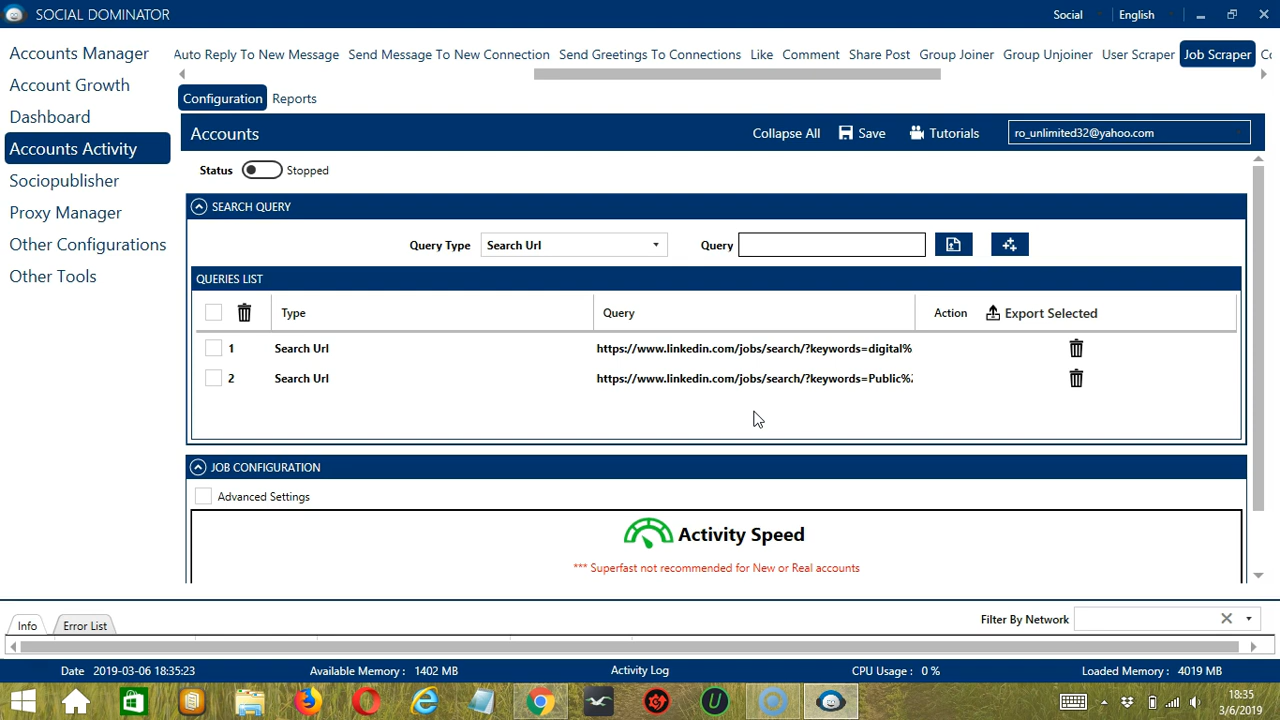 SOCIAL DOMINATOR
Social
English
Accounts Manager
Account Growth
Dashboard
Accounts Activity
Sociopublisher
Proxy Manager
Other Configurations
Other Tools
Auto Reply To New Message
Send Message To New Connection
Send Greetings To Connections
Like
Comment
Share Post
Group Joiner
Group Unjoiner
User Scraper
Job Scraper
Configuration
Reports
Accounts
Collapse All
Save
Tutorials
ro_unlimited32@yahoo.com
Status
Stopped
SEARCH QUERY
Query Type
Search Url
Query
QUERIES LIST
Type
Query
Action
Export Selected
1
Search Url
https://www.linkedin.com/jobs/search/?keywords=digital%
2
Search Url
https://www.linkedin.com/jobs/search/?keywords=Public%
JOB CONFIGURATION
Advanced Settings
Activity Speed
*** Superfast not recommended for New or Real accounts
Info
Error List
Filter By Network
Date 2019-03-06 18:35:23
Available Memory : 1402 MB
Activity Log
CPU Usage : 0 %
Loaded Memory : 4019 MB
18:35
3/6/2019